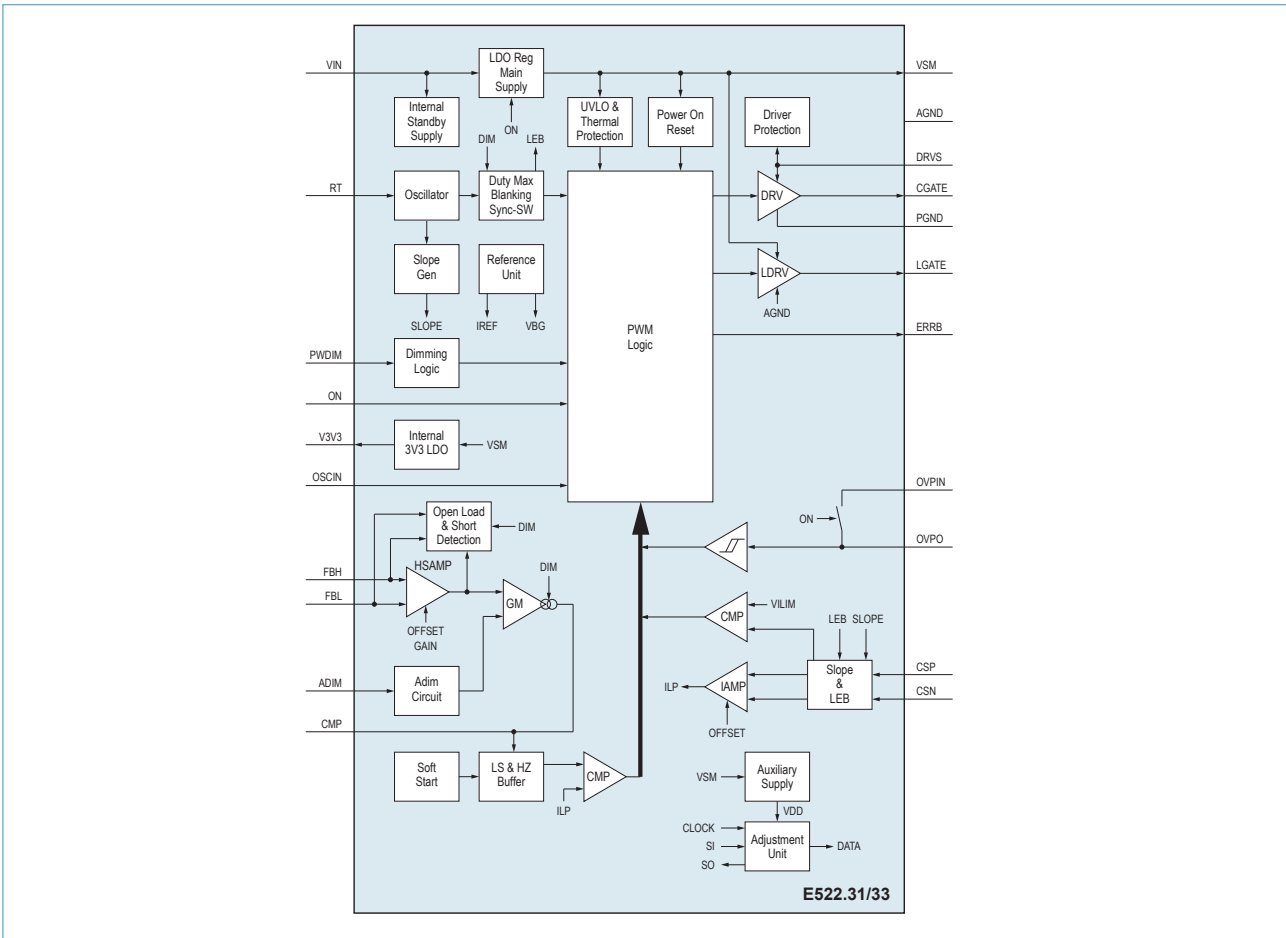 VIN
LDO Reg
Main
Supply
VSM
Internal
Standby
Supply
ON
UVLO &
Thermal
Protection
Power On
Reset
Driver
Protection
AGND
DIM
LEB
DRVS
RT
Oscillator
Duty Max
Blanking
Sync-SW
DRV
CGATE
PGND
Slope
Gen
Reference
Unit
LDRV
LGATE
AGND
SLOPE
IREF
VBG
PWM
Logic
ERRB
PWDIM
Dimming
Logic
ON
V3V3
Internal
3V3 LDO
VSM
OSCIN
OVPIN
Open Load
& Short
Detection
DIM
ON
OVPO
HSAMP
FBH
FBL
DIM
GM
OFFSET
GAIN
CMP
VILIM
LEB
SLOPE
ADIM
Adim
Circuit
ILP
IAMP
Slope
&
LEB
CSP
CSN
OFFSET
CMP
Soft
Start
LS & HZ
Buffer
CMP
ILP
VSM
Auxiliary
Supply
VDD
CLOCK
SI
SO
Adjustment
Unit
DATA
E522.31/33